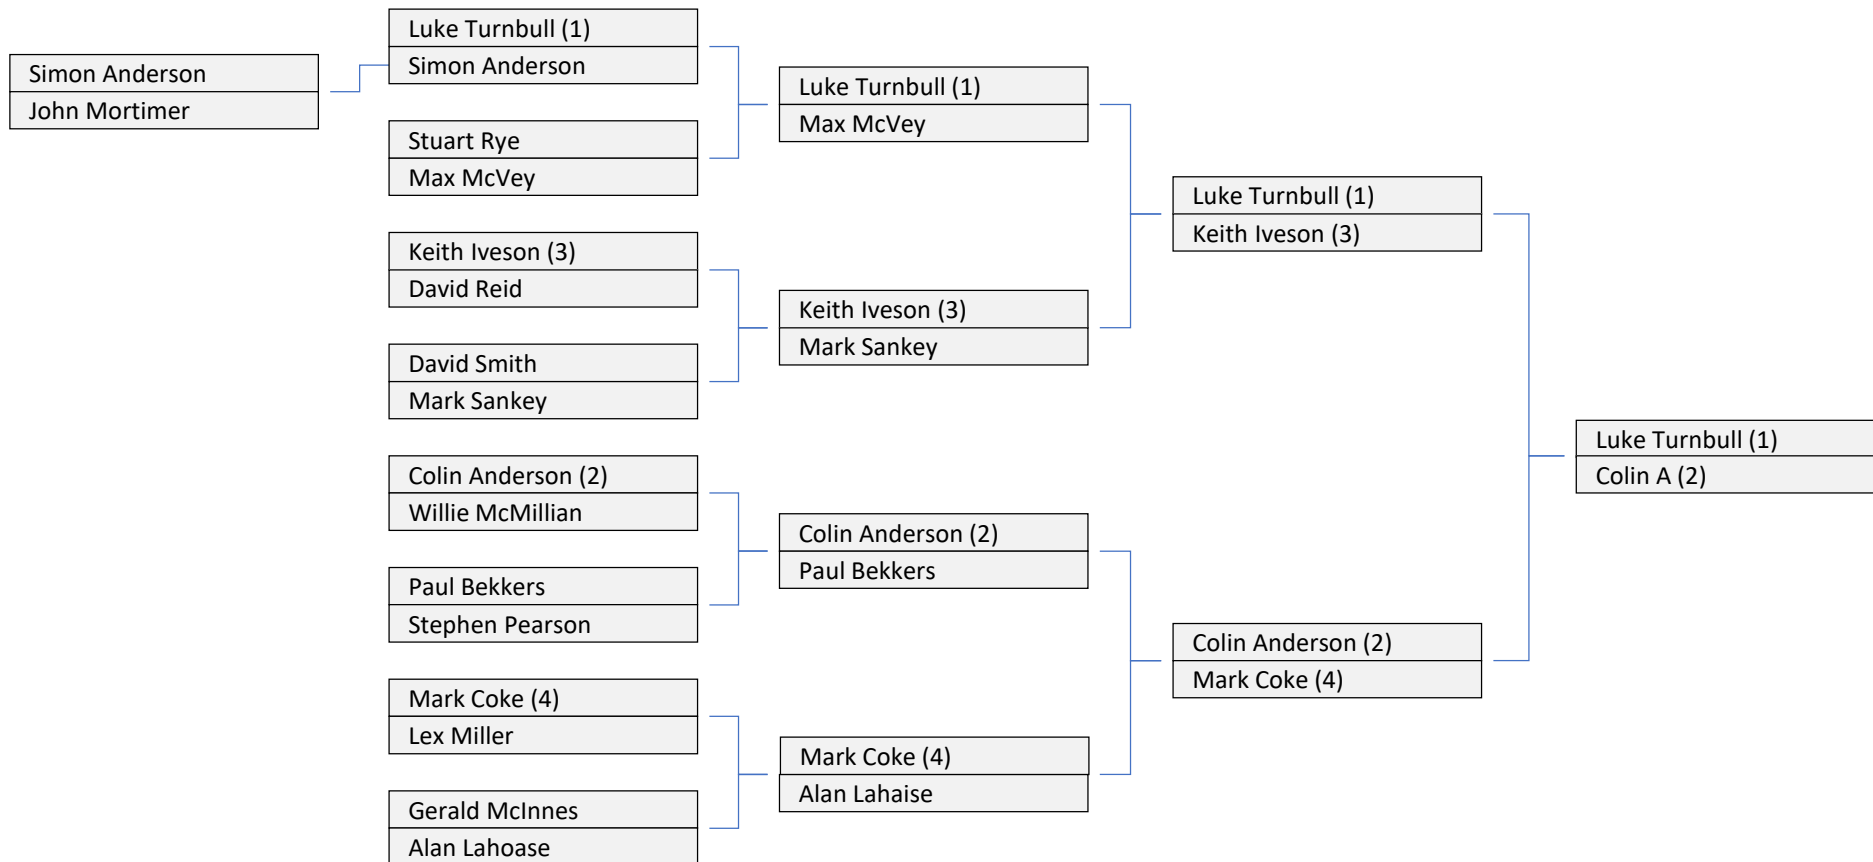 Simon Anderson
John Mortimer
Luke Turnbull (1)
Simon Anderson
Stuart Rye
Max McVey
Keith Iveson (3)
David Reid
David Smith
Mark Sankey
Colin Anderson (2)
Willie McMillian
Paul Bekkers
Stephen Pearson
Mark Coke (4)
Lex Miller
Gerald McInnes
Alan Lahoase
Luke Turnbull (1)
Max McVey
Keith Iveson (3)
Mark Sankey
Colin Anderson (2)
Paul Bekkers
Mark Coke (4)
Alan Lahaise
Luke Turnbull (1)
Keith Iveson (3)
Colin Anderson (2)
Mark Coke (4)
Luke Turnbull (1)
Colin A (2)